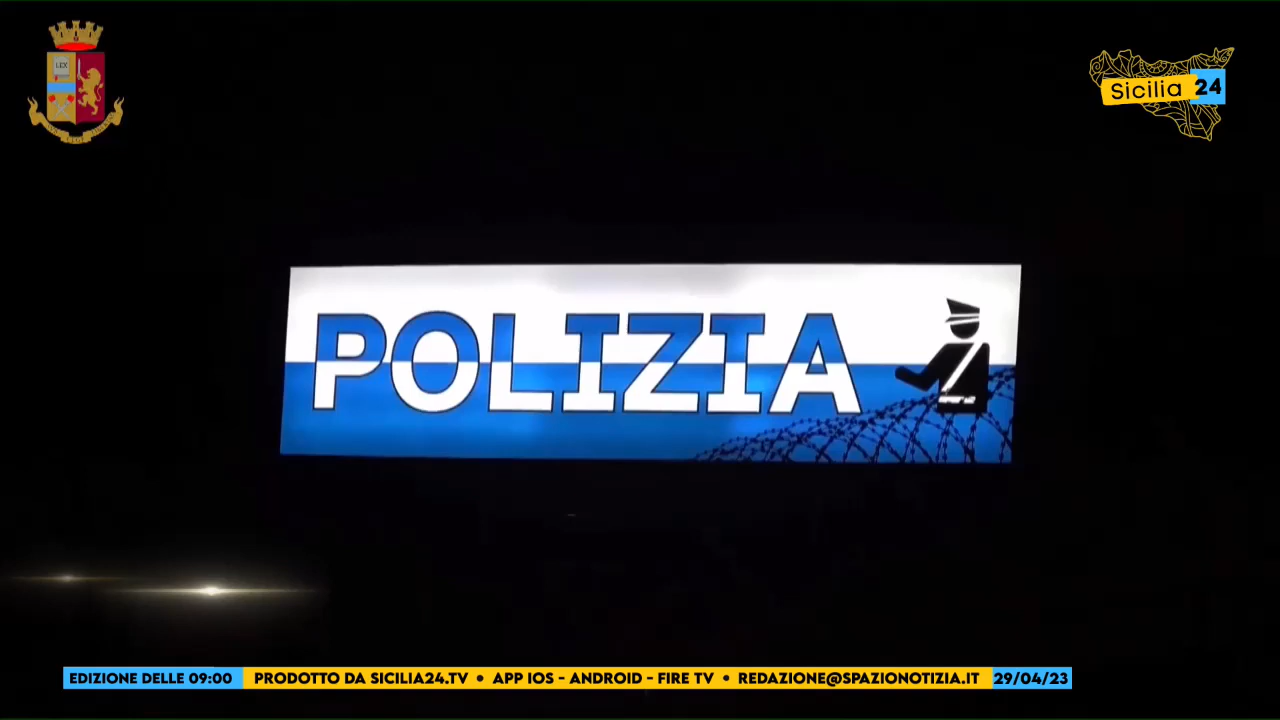 LEX
Sicilia 24
POLIZIA
EDIZIONE DELLE 09:00 PRODOTTO DA SICILIA24.TV • APP IOS - ANDROID - FIRE TV • REDAZIONE@SPAZIONOTIZIA.IT 29/04/23